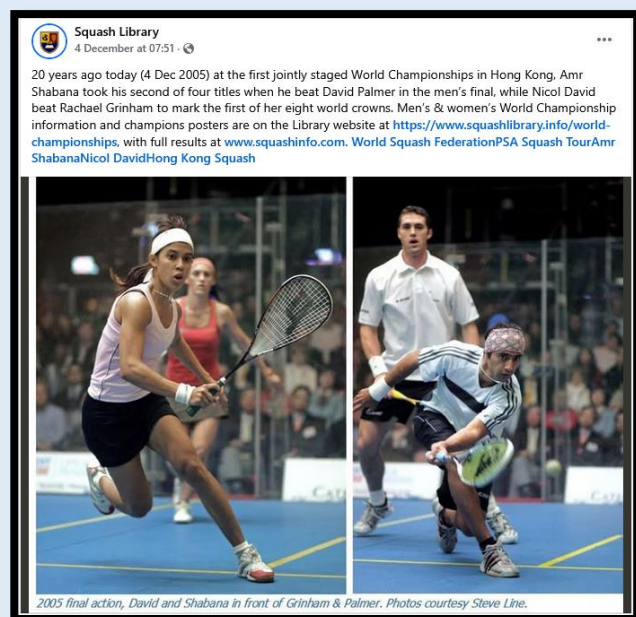 Squash Library
4 December at 07:51 ·
20 years ago today (4 Dec 2005) at the first jointly staged World Championships in Hong Kong, Amr
Shabana took his second of four titles when he beat David Palmer in the men's final, while Nicol David
beat Rachael Grinham to mark the first of her eight world crowns. Men's & women's World Championship
information and champions posters are on the Library website at https://www.squashlibrary.info/world-
championships, with full results at www.squashinfo.com. World Squash FederationPSA Squash TourAmr
ShabanaNicol DavidHong Kong Squash
2005 final action, David and Shabana in front of Grinham & Palmer. Photos courtesy Steve Line.